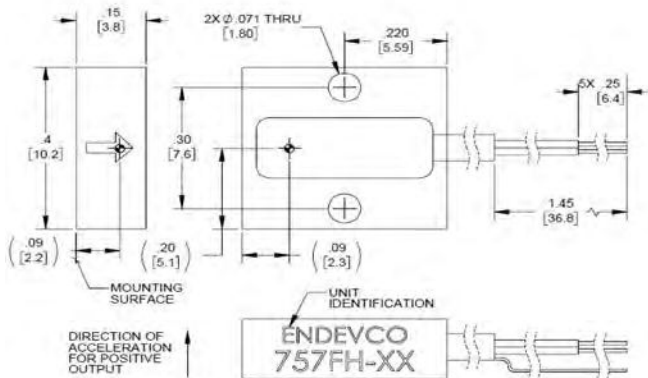 .15
[3.8]
2X Ø .071 THRU
[1.80]
.220
[5.59]
5X .25
[6.4]
.4
[10.2]
.30
[7.6]
1.45
[36.8]
( .09
[2.2] )
( .20
[5.1] )
( .09
[2.3] )
MOUNTING
SURFACE
UNIT
IDENTIFICATION
DIRECTION OF
ACCELERATION
FOR POSITIVE
OUTPUT
ENDEVCO
757FH-XX